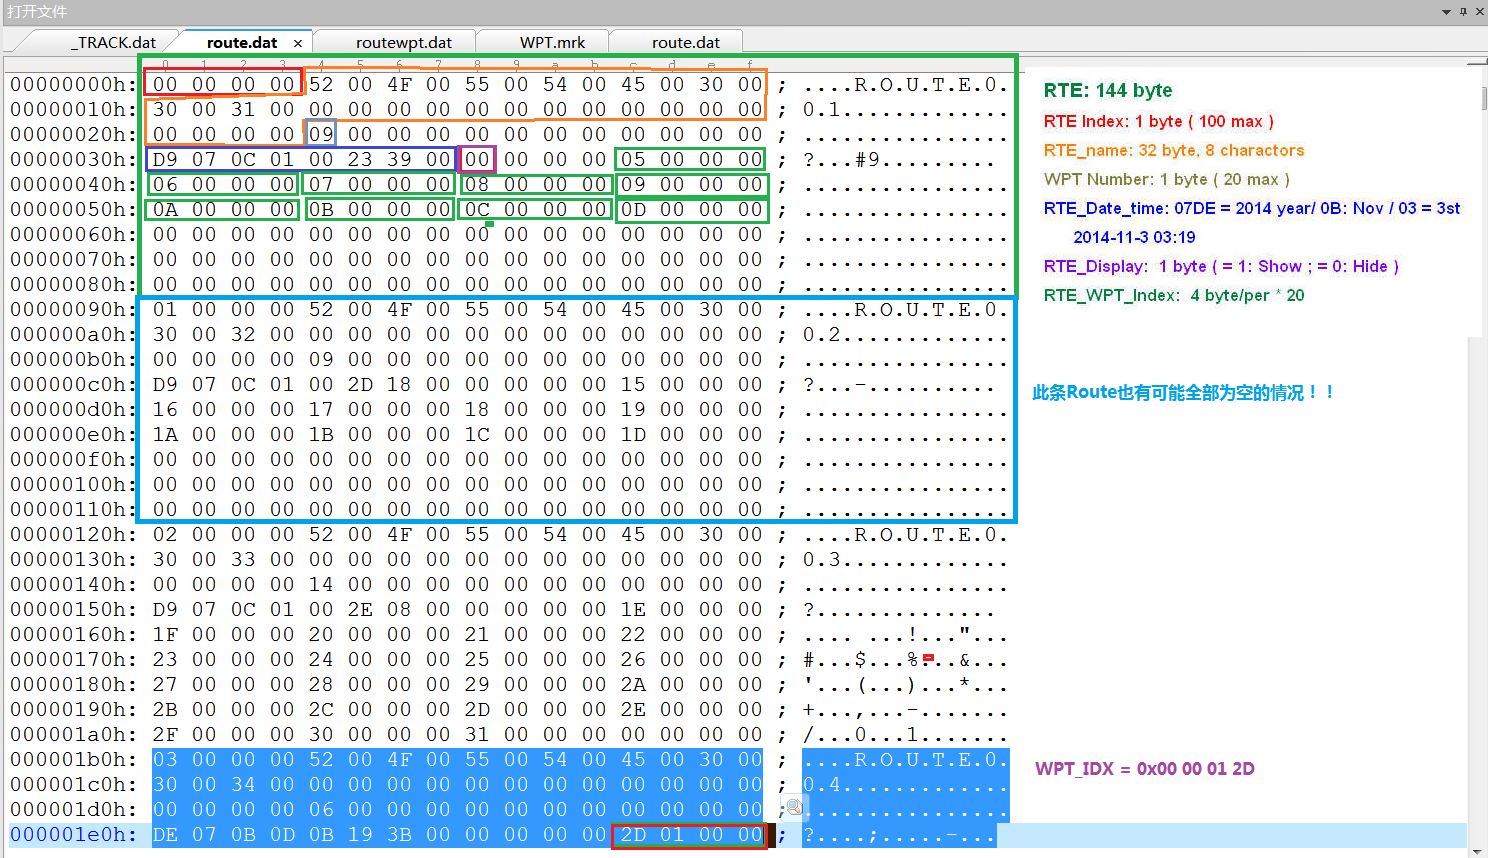 打开文件
_TRACK.dat route.dat × routewpt.dat WPT.mrk route.dat
0 1 2 3 4 5 6 7 8 9 a b c d e f
00000000h: 00 00 00 00 52 00 4F 00 55 00 54 00 45 00 30 00 ; ....R.O.U.T.E.0.
00000010h: 30 00 31 00 00 00 00 00 00 00 00 00 00 00 00 00 ; 0.1.............
00000020h: 00 00 00 00 09 00 00 00 00 00 00 00 00 00 00 00 ; ................
00000030h: D9 07 0C 01 00 23 39 00 00 00 00 00 05 00 00 00 ; ?...#9.........
00000040h: 06 00 00 00 07 00 00 00 08 00 00 00 09 00 00 00 ; ................
00000050h: 0A 00 00 00 0B 00 00 00 0C 00 00 00 0D 00 00 00 ; ................
00000060h: 00 00 00 00 00 00 00 00 00 00 00 00 00 00 00 00 ; ................
00000070h: 00 00 00 00 00 00 00 00 00 00 00 00 00 00 00 00 ; ................
00000080h: 00 00 00 00 00 00 00 00 00 00 00 00 00 00 00 00 ; ................
00000090h: 01 00 00 00 52 00 4F 00 55 00 54 00 45 00 30 00 ; ....R.O.U.T.E.0.
000000a0h: 30 00 32 00 00 00 00 00 00 00 00 00 00 00 00 00 ; 0.2.............
000000b0h: 00 00 00 00 09 00 00 00 00 00 00 00 00 00 00 00 ; ................
000000c0h: D9 07 0C 01 00 2D 18 00 00 00 00 00 15 00 00 00 ; ?...-..........
000000d0h: 16 00 00 00 17 00 00 00 18 00 00 00 19 00 00 00 ; ................
000000e0h: 1A 00 00 00 1B 00 00 00 1C 00 00 00 1D 00 00 00 ; ................
000000f0h: 00 00 00 00 00 00 00 00 00 00 00 00 00 00 00 00 ; ................
00000100h: 00 00 00 00 00 00 00 00 00 00 00 00 00 00 00 00 ; ................
00000110h: 00 00 00 00 00 00 00 00 00 00 00 00 00 00 00 00 ; ................
00000120h: 02 00 00 00 52 00 4F 00 55 00 54 00 45 00 30 00 ; ....R.O.U.T.E.0.
00000130h: 30 00 33 00 00 00 00 00 00 00 00 00 00 00 00 00 ; 0.3.............
00000140h: 00 00 00 00 14 00 00 00 00 00 00 00 00 00 00 00 ; ................
00000150h: D9 07 0C 01 00 2E 08 00 00 00 00 00 1E 00 00 00 ; ?..............
00000160h: 1F 00 00 00 20 00 00 00 21 00 00 00 22 00 00 00 ; .... ...!..."...
00000170h: 23 00 00 00 24 00 00 00 25 00 00 00 26 00 00 00 ; #...$...%...&...
00000180h: 27 00 00 00 28 00 00 00 29 00 00 00 2A 00 00 00 ; '...(...)...*...
00000190h: 2B 00 00 00 2C 00 00 00 2D 00 00 00 2E 00 00 00 ; +...,...-.......
000001a0h: 2F 00 00 00 30 00 00 00 31 00 00 00 00 00 00 00 ; /...0...1.......
000001b0h: 03 00 00 00 52 00 4F 00 55 00 54 00 45 00 30 00 ; ....R.O.U.T.E.0.
000001c0h: 30 00 34 00 00 00 00 00 00 00 00 00 00 00 00 00 ; 0.4.............
000001d0h: 00 00 00 00 06 00 00 00 00 00 00 00 00 00 00 00 ; ................
000001e0h: DE 07 0B 0D 0B 19 3B 00 00 00 00 00 2D 01 00 00 ; ?....;.....-...
RTE: 144 byte
RTE Index: 1 byte ( 100 max )
RTE_name: 32 byte, 8 charactors
WPT Number: 1 byte ( 20 max )
RTE_Date_time: 07DE = 2014 year/ 0B: Nov / 03 = 3st
2014-11-3 03:19
RTE_Display: 1 byte ( = 1: Show ; = 0: Hide )
RTE_WPT_Index: 4 byte/per * 20
此条Route也有可能全部为空的情况！！
WPT_IDX = 0x00 00 01 2D